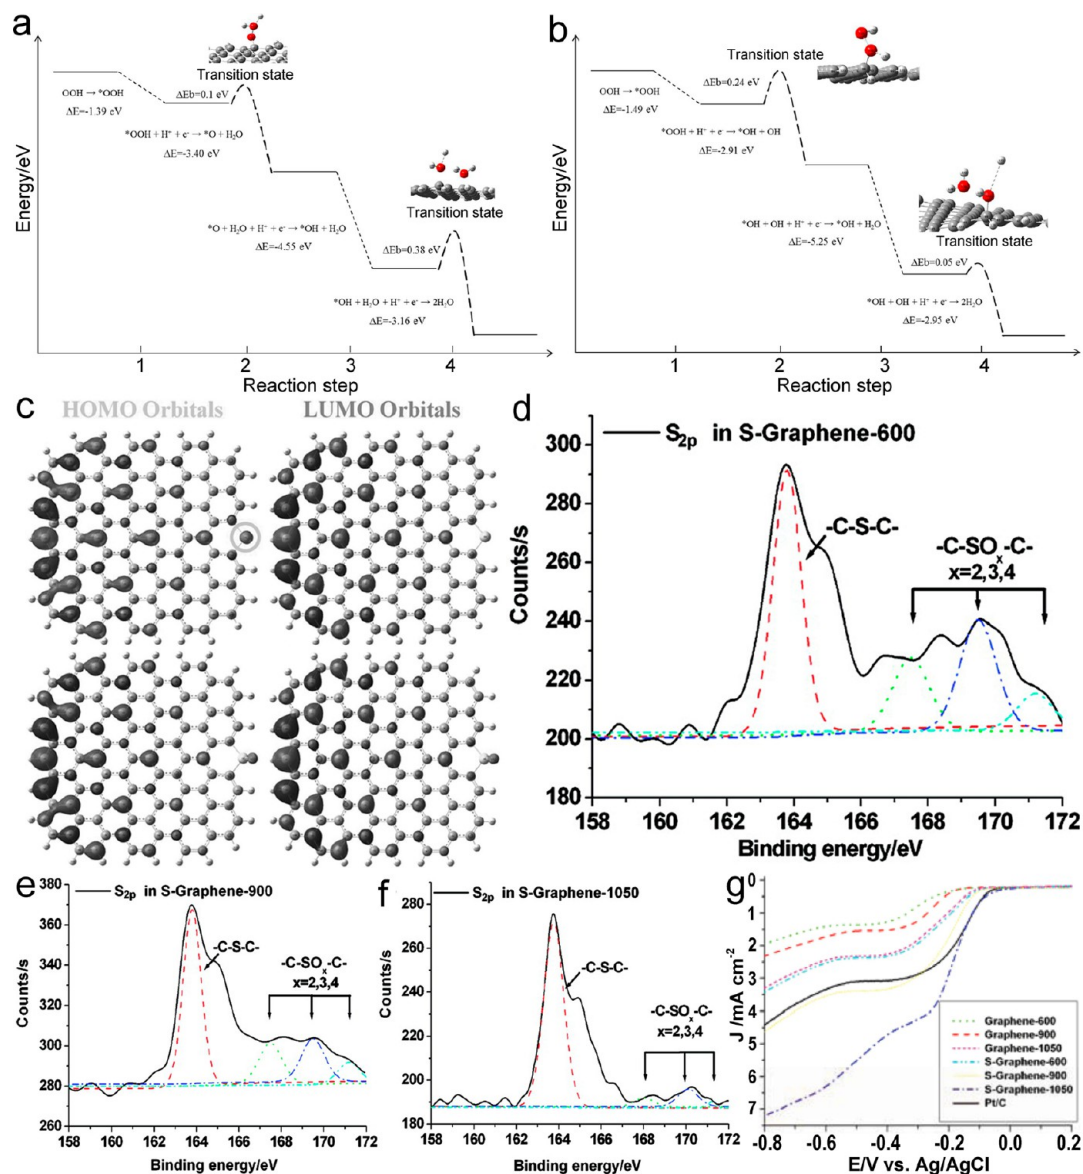 a
Transition state
OOH → *OOH
ΔE=-1.39 eV
ΔEb=0.1 eV
*OOH + H⁺ + e⁻ → *O + H₂O
ΔE=-3.40 eV
Transition state
*O + H₂O + H⁺ + e⁻ → *OH + H₂O
ΔE=-4.55 eV
ΔEb=0.38 eV
*OH + H₂O + H⁺ + e⁻ → 2H₂O
ΔE=-3.16 eV
Energy/eV
1 2 3 4
Reaction step
b
Transition state
OOH → *OOH
ΔE=-1.49 eV
ΔEb=0.24 eV
*OOH + H⁺ + e⁻ → *OH + OH
ΔE=-2.91 eV
*OH + OH + H⁺ + e⁻ → *OH + H₂O
ΔE=-5.25 eV
Transition state
ΔEb=0.05 eV
*OH + OH + H⁺ + e⁻ → 2H₂O
ΔE=-2.95 eV
Energy/eV
1 2 3 4
Reaction step
c
HOMO Orbitals LUMO Orbitals
d
S2p in S-Graphene-600
-C-S-C-
-C-SOx-C-
x=2,3,4
300
280
260
240
220
200
180
Counts/s
158 160 162 164 166 168 170 172
Binding energy/eV
e
S2p in S-Graphene-900
-C-S-C-
-C-SOx-C-
x=2,3,4
380
360
340
320
300
280
260
Counts/s
158 160 162 164 166 168 170 172
Binding energy/eV
f
S2p in S-Graphene-1050
-C-S-C-
-C-SOx-C-
x=2,3,4
280
250
220
190
180
Counts/s
158 160 162 164 166 168 170 172
Binding energy/eV
g
0
1
2
3
4
5
6
7
J /mA cm⁻²
Graphene-600
Graphene-900
Graphene-1050
S-Graphene-600
S-Graphene-900
S-Graphene-1050
Pt/C
-0.8 -0.6 -0.4 -0.2 0.0 0.2
E/V vs. Ag/AgCl